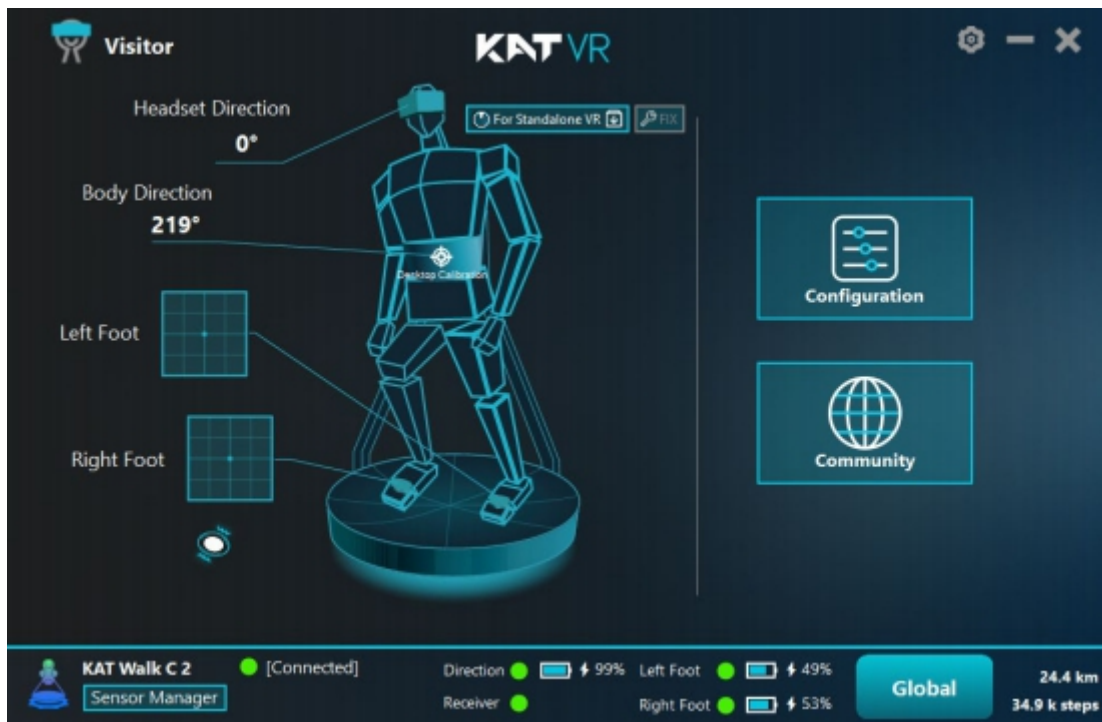 Visitor
KAT VR
Headset Direction
0°
For Standalone VR
FIX
Body Direction
219°
Desktop Calibration
Left Foot
Right Foot
Configuration
Community
KAT Walk C 2
[Connected]
Sensor Manager
Direction 99%
Left Foot 49%
Receiver
Right Foot 53%
Global
24.4 km
34.9 k steps